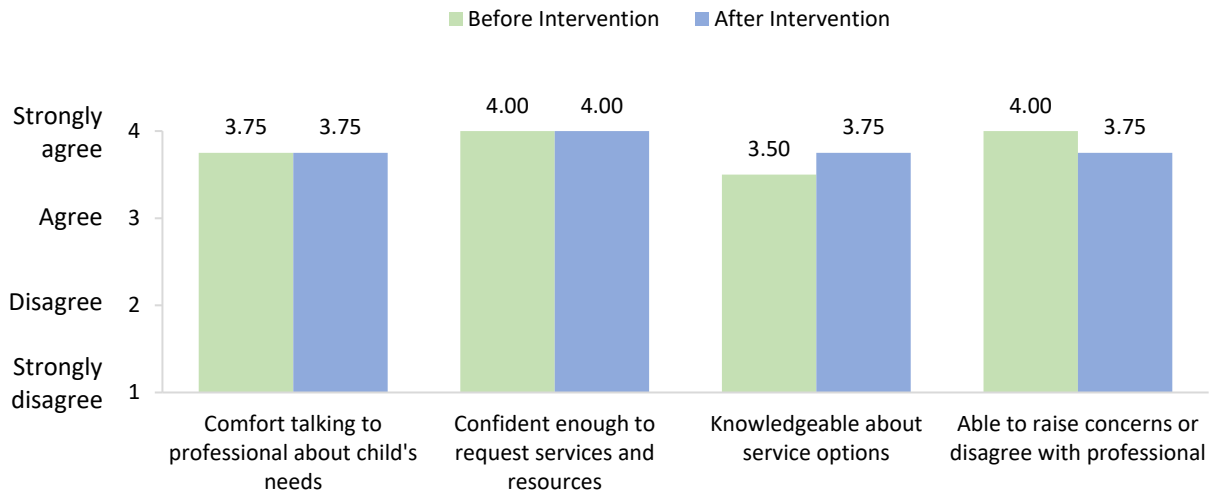 Before Intervention After Intervention
Strongly agree
Agree
Disagree
Strongly disagree
4
3
2
1
3.75 3.75
4.00 4.00
3.50 3.75
4.00 3.75
Comfort talking to
professional about child's
needs
Confident enough to
request services and
resources
Knowledgeable about
service options
Able to raise concerns or
disagree with professional